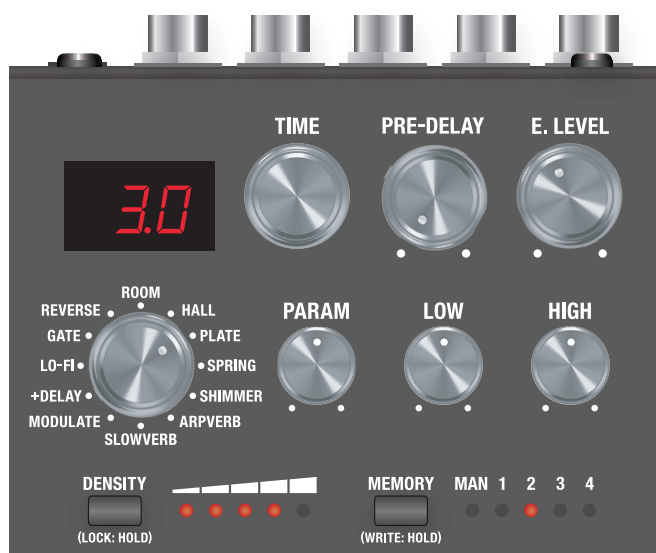 TIME PRE-DELAY E. LEVEL
3.0
ROOM
REVERSE HALL
GATE PLATE
LO-FI SPRING
+DELAY SHIMMER
MODULATE ARPVERB
SLOWVERB
PARAM LOW HIGH
DENSITY
(LOCK: HOLD)
MEMORY
(WRITE: HOLD)
MAN 1 2 3 4